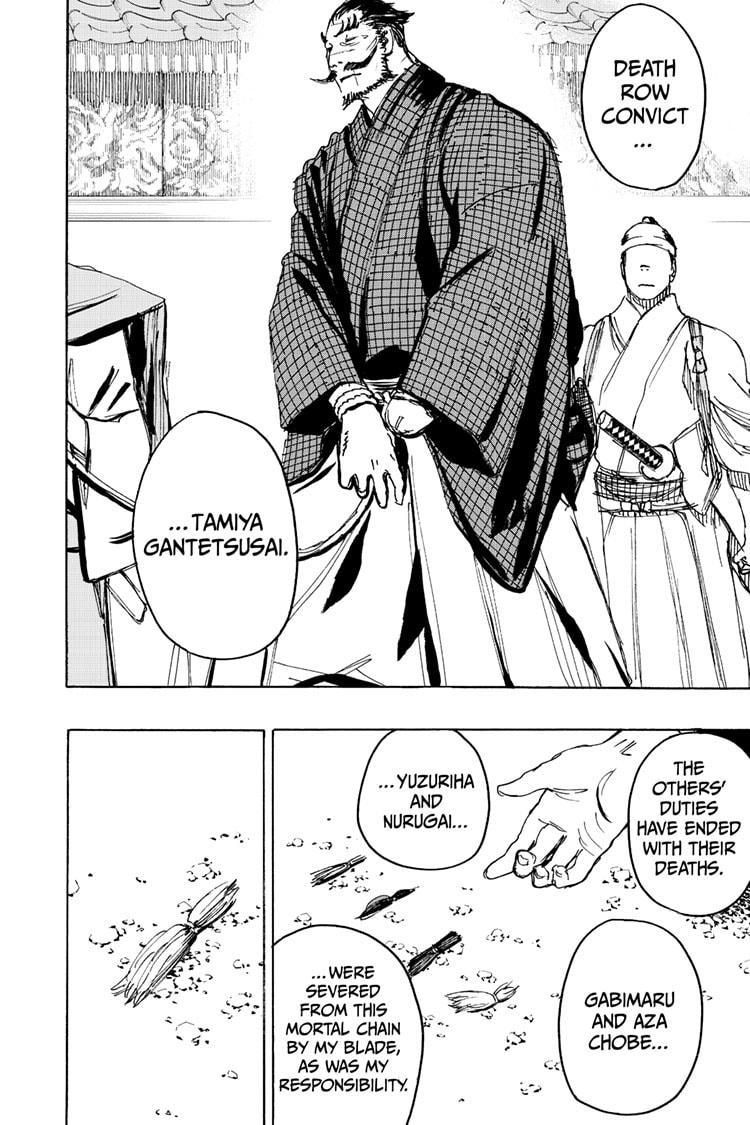 DEATH
ROW
CONVICT
...
...TAMIYA
GANTETSUSAI.
THE
OTHERS'
DUTIES
HAVE ENDED
WITH THEIR
DEATHS.
GABIMARU
AND AZA
CHOBE...
...YUZURIHA
AND
NURUGAI...
...WERE
SEVERED
FROM THIS
MORTAL CHAIN
BY MY BLADE,
AS WAS MY
RESPONSIBILITY.